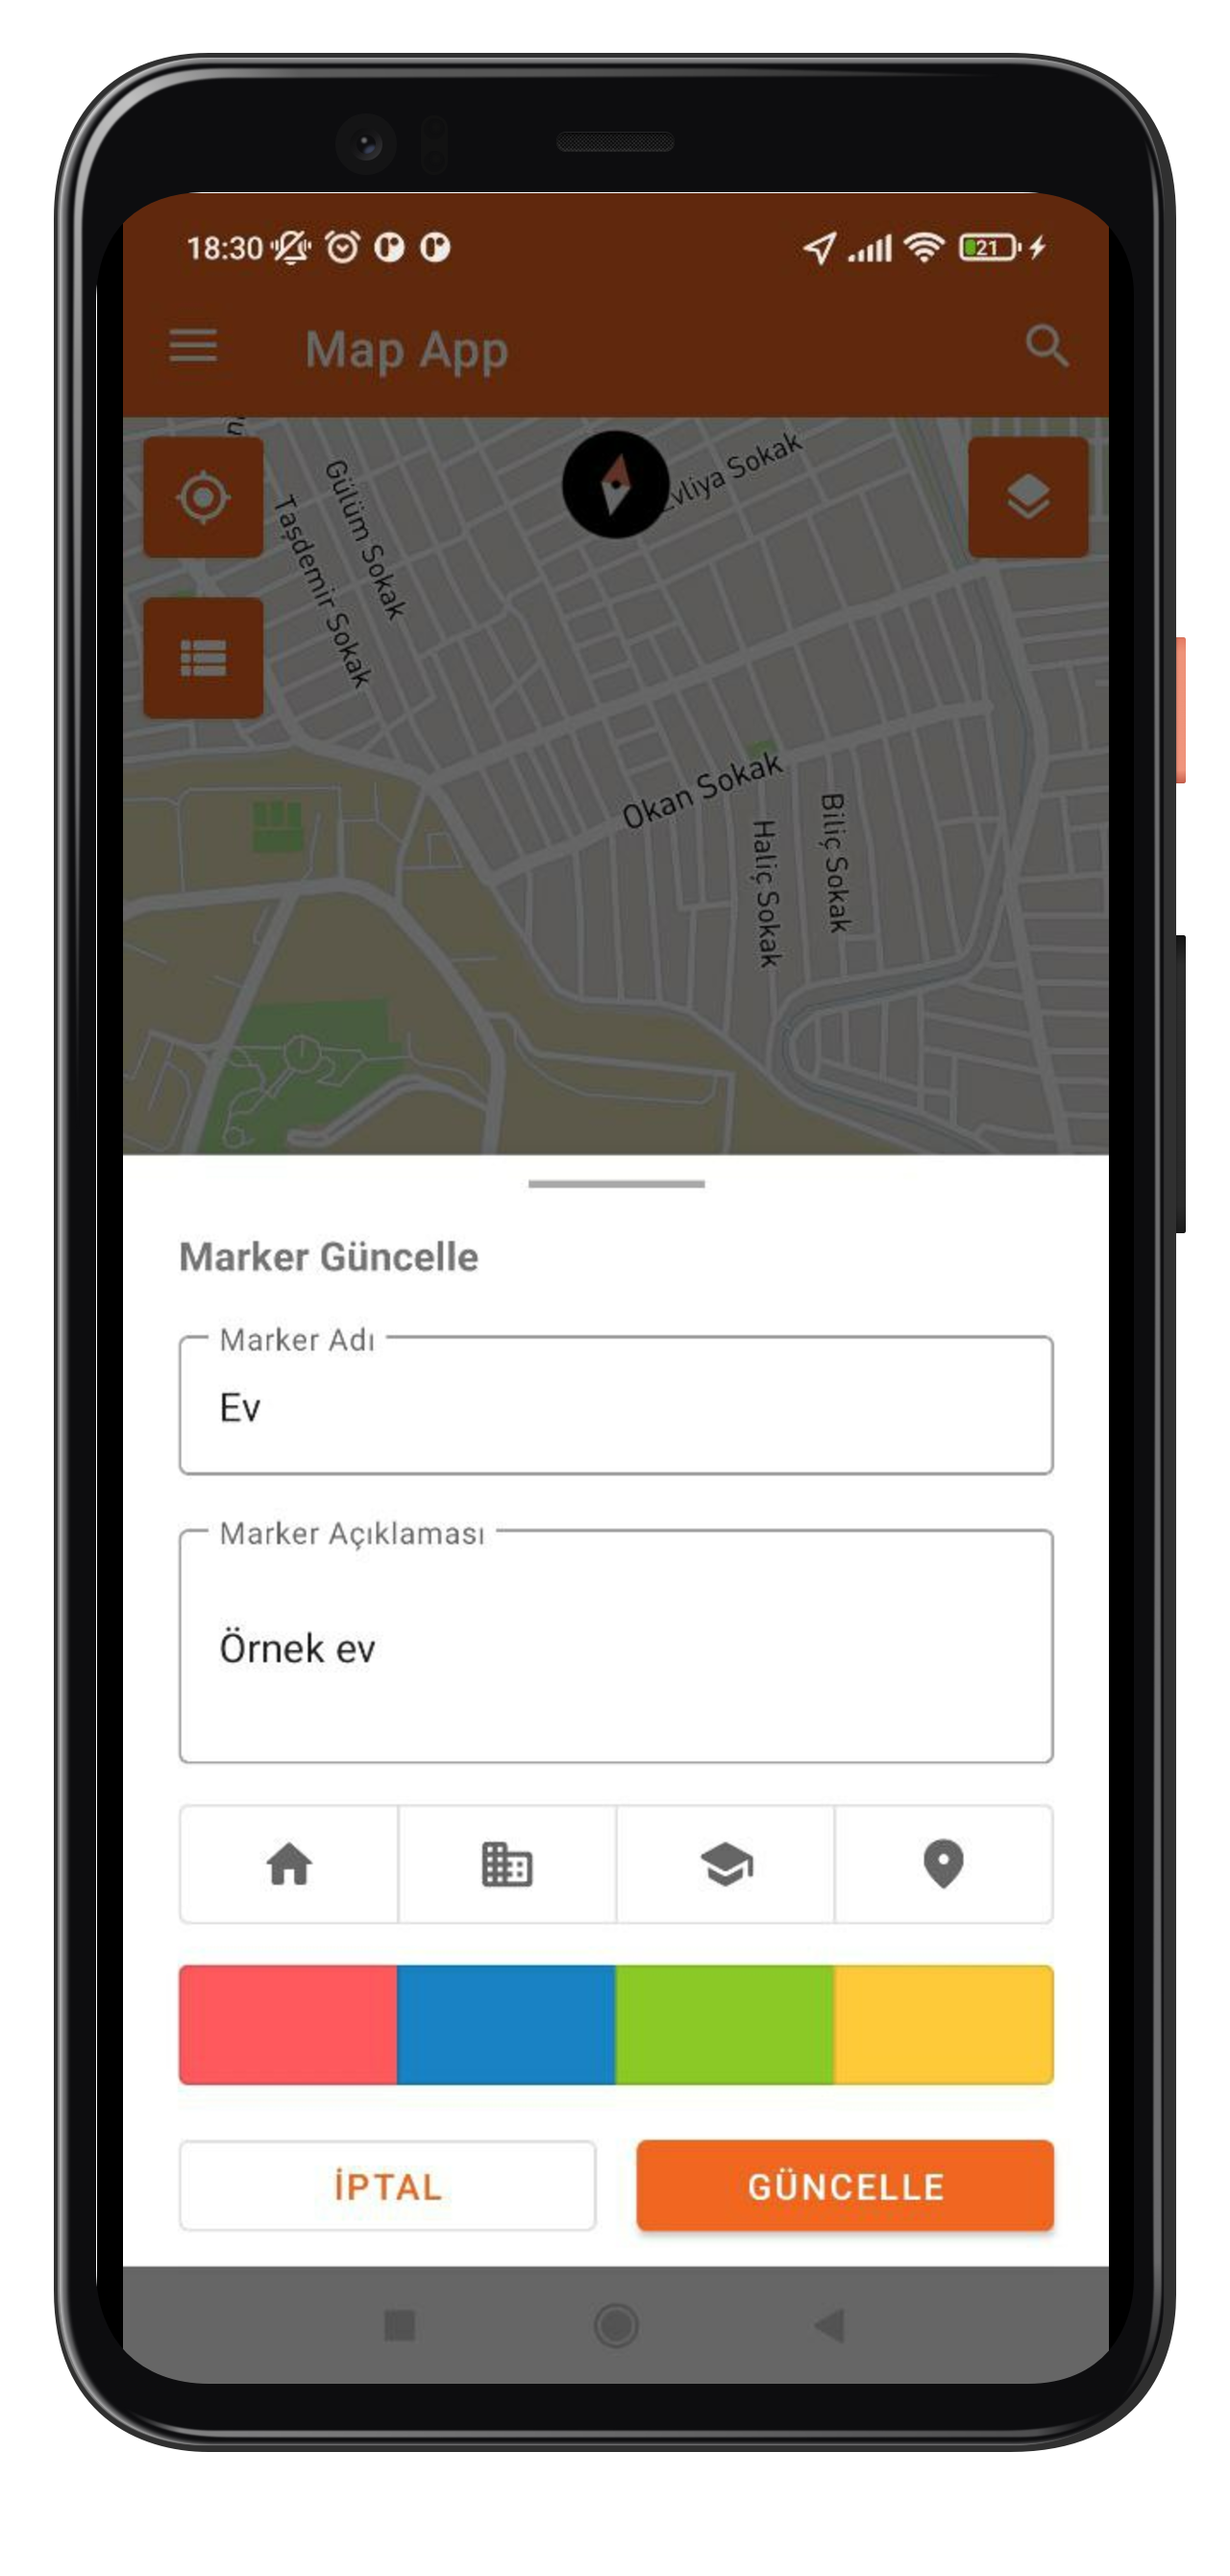 18:30
21
Map App
Gülüm Sokak
Taşdemir Sokak
Sokak
Okan Sokak
Haliç Sokak
Biliç Sokak
Marker Güncelle
Marker Adı
Ev
Marker Açıklaması
Örnek ev
İPTAL
GÜNCELLE